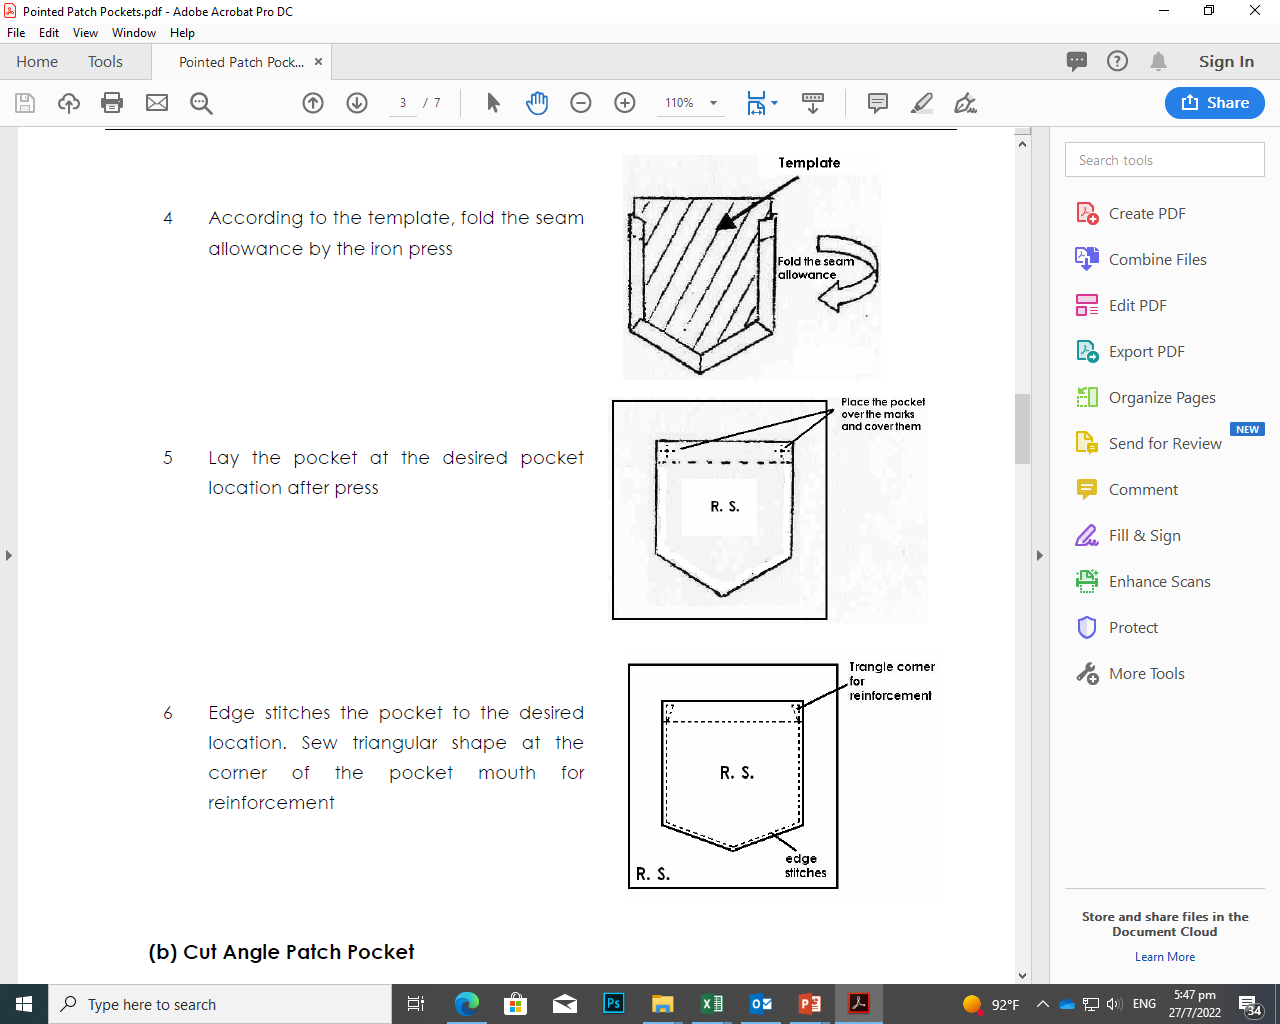 Pointed Patch Pockets.pdf - Adobe Acrobat Pro DC
File Edit View Window Help
Home Tools Pointed Patch Pock... ×
Sign In
3 / 7
110%
Share
Template
4 According to the template, fold the seam
allowance by the iron press
Fold the seam
allowance
Place the pocket
over the marks
and cover them
5 Lay the pocket at the desired pocket
location after press
R. S.
Trangle corner
for
reinforcement
6 Edge stitches the pocket to the desired
location. Sew triangular shape at the
corner of the pocket mouth for
reinforcement
R. S.
edge
stitches
R. S.
(b) Cut Angle Patch Pocket
Search tools
Create PDF
Combine Files
Edit PDF
Export PDF
Organize Pages
Send for Review
NEW
Comment
Fill & Sign
Enhance Scans
Protect
More Tools
Store and share files in the
Document Cloud
Learn More
Type here to search
Ps
92°F
ENG
5:47 pm
27/7/2022
34